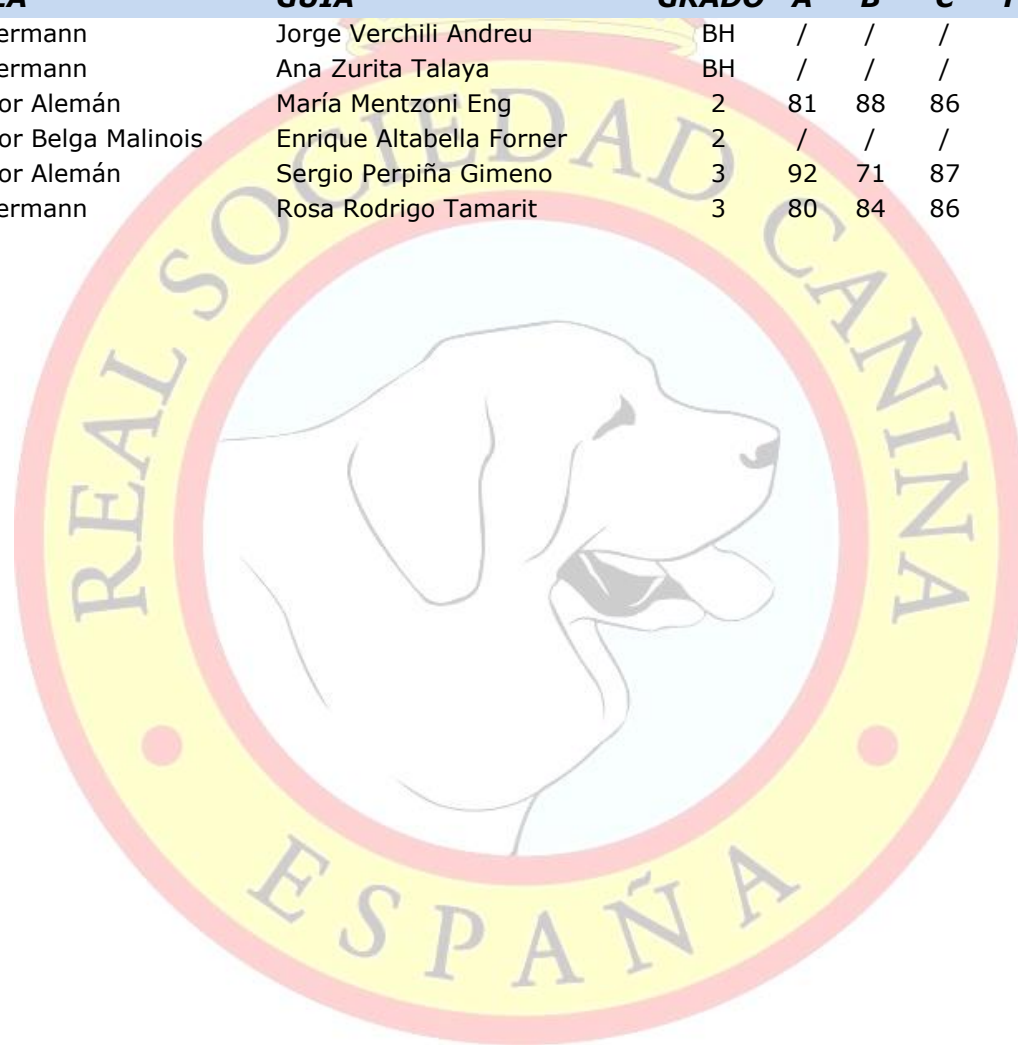 GUIA GRADO A B C
ermann Jorge Verchili Andreu BH / / /
ermann Ana Zurita Talaya BH / / /
or Alemán María Mentzoni Eng 2 81 88 86
or Belga Malinois Enrique Altabella Forner 2 / / /
or Alemán Sergio Perpiña Gimeno 3 92 71 87
ermann Rosa Rodrigo Tamarit 3 80 84 86
REAL SOCIEDAD CANINA
ESPAÑA